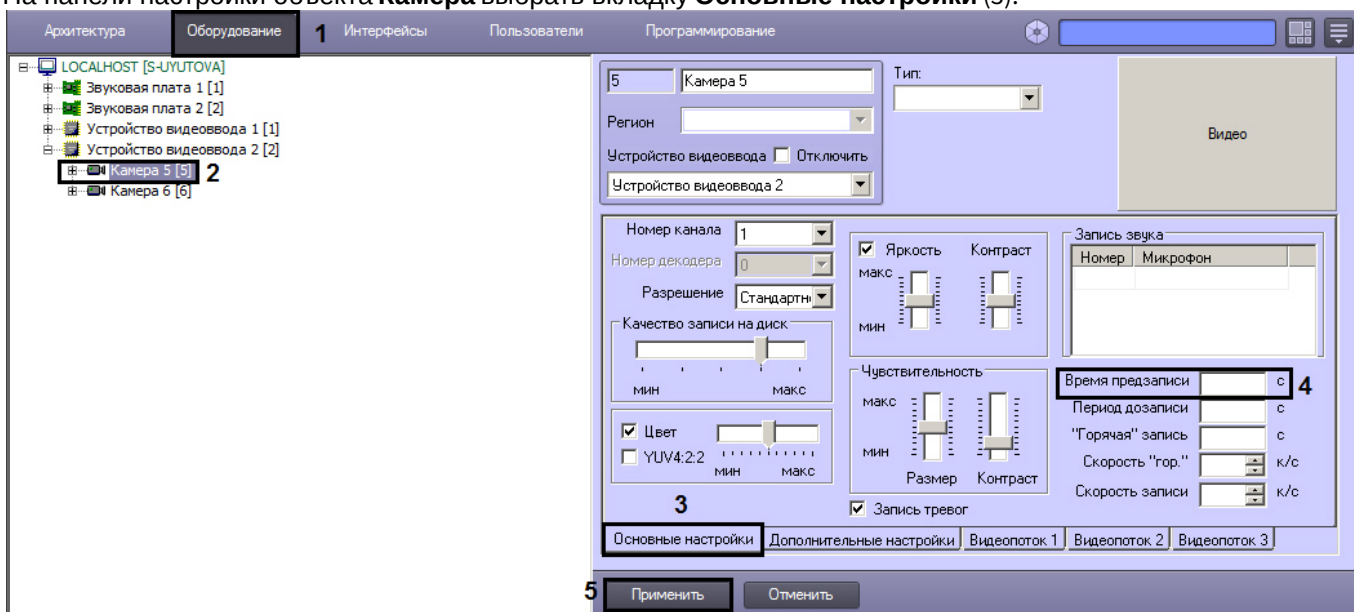 На панели настройки объекта Камера выбрать вкладку Основные настройки (3).
Архитектура Оборудование 1 Интерфейсы Пользователи Программирование
LOCALHOST [S-UYUTOVA]
Звуковая плата 1 [1]
Звуковая плата 2 [2]
Устройство видеоввода 1 [1]
Устройство видеоввода 2 [2]
Камера 5 [5] 2
Камера 6 [6]
5 Камера 5
Тип:
Регион
Устройство видеоввода Отключить
Устройство видеоввода 2
Видео
Номер канала 1
Номер декодера 0
Разрешение Стандартн
Качество записи на диск
мин макс
Цвет
YUV4:2:2
мин макс
Яркость Контраст
макс
мин
Чувствительность
макс
мин
Размер Контраст
Запись тревог
Запись звука
Номер Микрофон
Время предзаписи с 4
Период дозаписи с
"Горячая" запись с
Скорость "гор." к/с
Скорость записи к/с
3
Основные настройки Дополнительные настройки Видеопоток 1 Видеопоток 2 Видеопоток 3
5 Применить Отменить